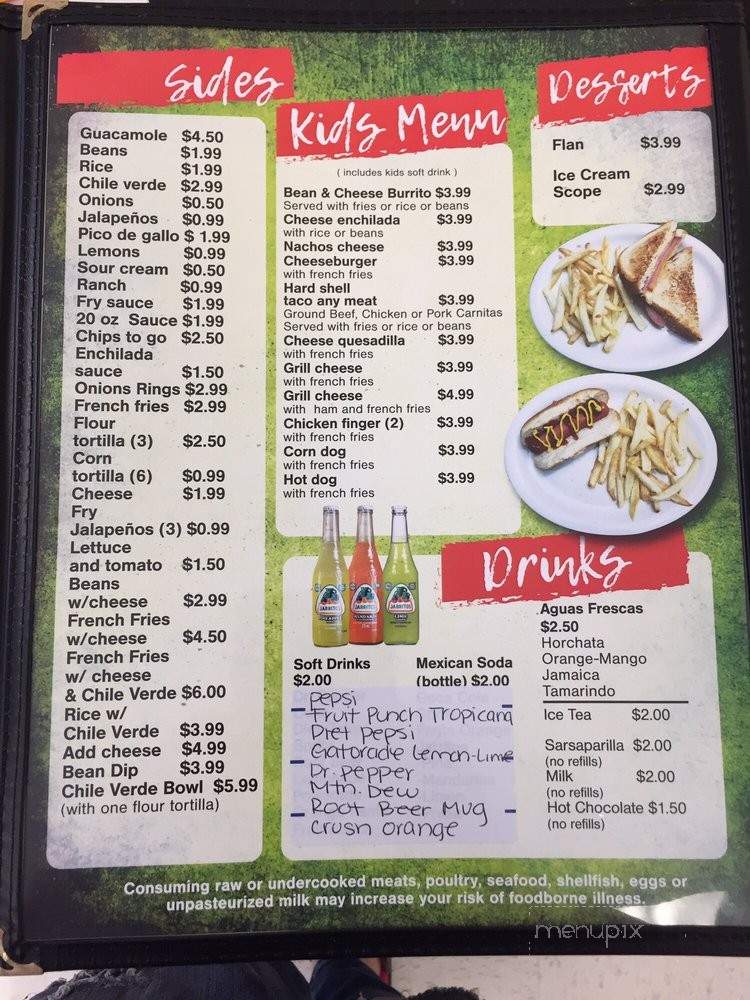 Sides
Guacamole $4.50
Beans $1.99
Rice $1.99
Chile verde $2.99
Onions $0.50
Jalapeños $0.99
Pico de gallo $ 1.99
Lemons $0.99
Sour cream $0.50
Ranch $0.99
Fry sauce $1.99
20 oz Sauce $1.99
Chips to go $2.50
Enchilada
sauce $1.50
Onions Rings $2.99
French fries $2.99
Flour
tortilla (3) $2.50
Corn
tortilla (6) $0.99
Cheese $1.99
Fry
Jalapeños (3) $0.99
Lettuce
and tomato $1.50
Beans
w/cheese $2.99
French Fries
w/cheese $4.50
French Fries
w/ cheese
& Chile Verde $6.00
Rice w/
Chile Verde $3.99
Add cheese $4.99
Bean Dip $3.99
Chile Verde Bowl $5.99
(with one flour tortilla)
Kids Menu
( includes kids soft drink )
Bean & Cheese Burrito $3.99
Served with fries or rice or beans
Cheese enchilada $3.99
with rice or beans
Nachos cheese $3.99
Cheeseburger $3.99
with french fries
Hard shell
taco any meat $3.99
Ground Beef, Chicken or Pork Carnitas
Served with fries or rice or beans
Cheese quesadilla $3.99
with french fries
Grill cheese $3.99
with french fries
Grill cheese $4.99
with ham and french fries
Chicken finger (2) $3.99
with french fries
Corn dog $3.99
with french fries
Hot dog $3.99
with french fries
Desserts
Flan $3.99
Ice Cream
Scope $2.99
Drinks
JARRITOS JARRITOS JARRITOS
Soft Drinks
$2.00
Mexican Soda
(bottle) $2.00
pepsi
Fruit Punch Tropicana
Diet pepsi
Gatorade Lemon-Lime
Dr. pepper
Mtn. Dew
Root Beer Mug
crush orange
Aguas Frescas
$2.50
Horchata
Orange-Mango
Jamaica
Tamarindo
Ice Tea $2.00
Sarsaparilla $2.00
(no refills)
Milk $2.00
(no refills)
Hot Chocolate $1.50
(no refills)
Consuming raw or undercooked meats, poultry, seafood, shellfish, eggs or
unpasteurized milk may increase your risk of foodborne illness.
menupix